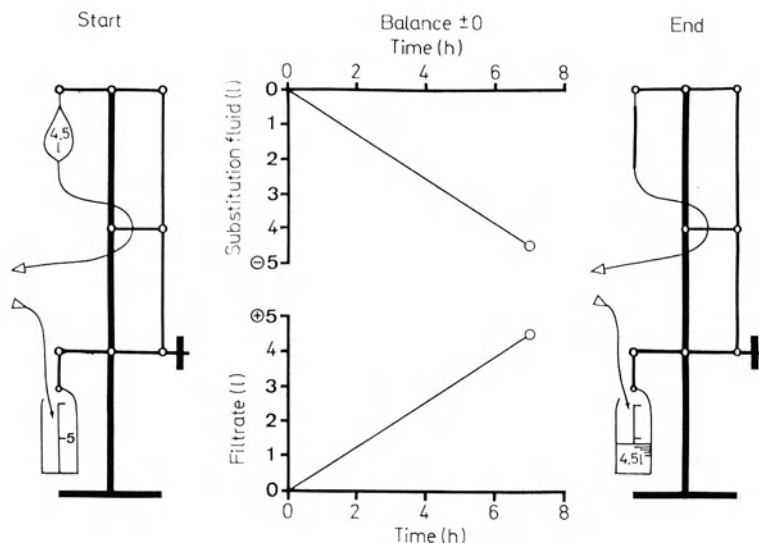 Start
Balance ±0
End
Time (h)
0 2 4 6 8
Substitution fluid (l)
0
1
2
3
4
⊖5
4,5
l
⊕5
4
3
2
1
0
Filtrate (l)
0 2 4 6 8
Time (h)
5
4,5l